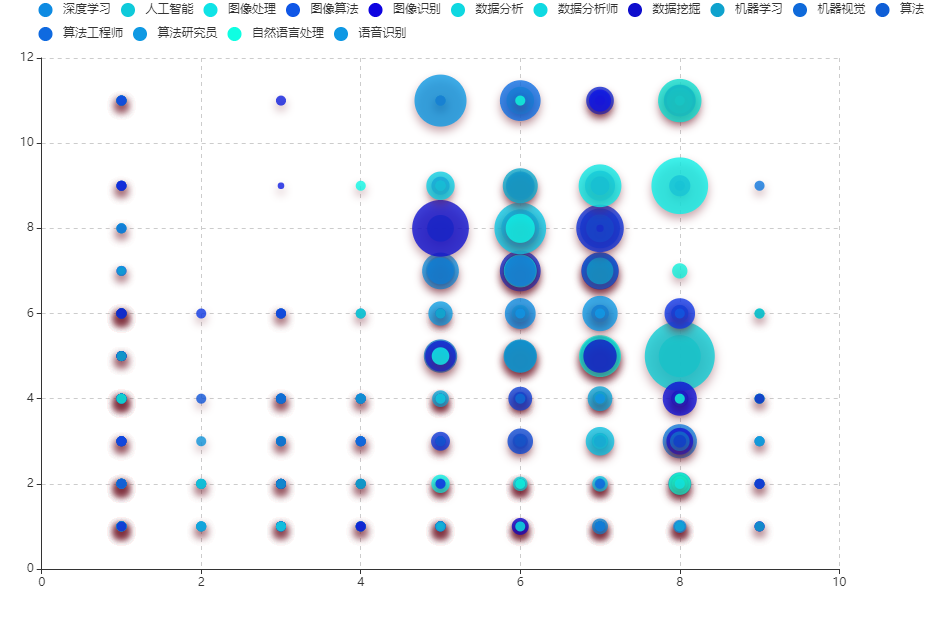 深度学习 人工智能 图像处理 图像算法 图像识别 数据分析 数据分析师 数据挖掘 机器学习 机器视觉 算法
算法工程师 算法研究员 自然语言处理 语音识别
12
10
8
6
4
2
0
0 2 4 6 8 10